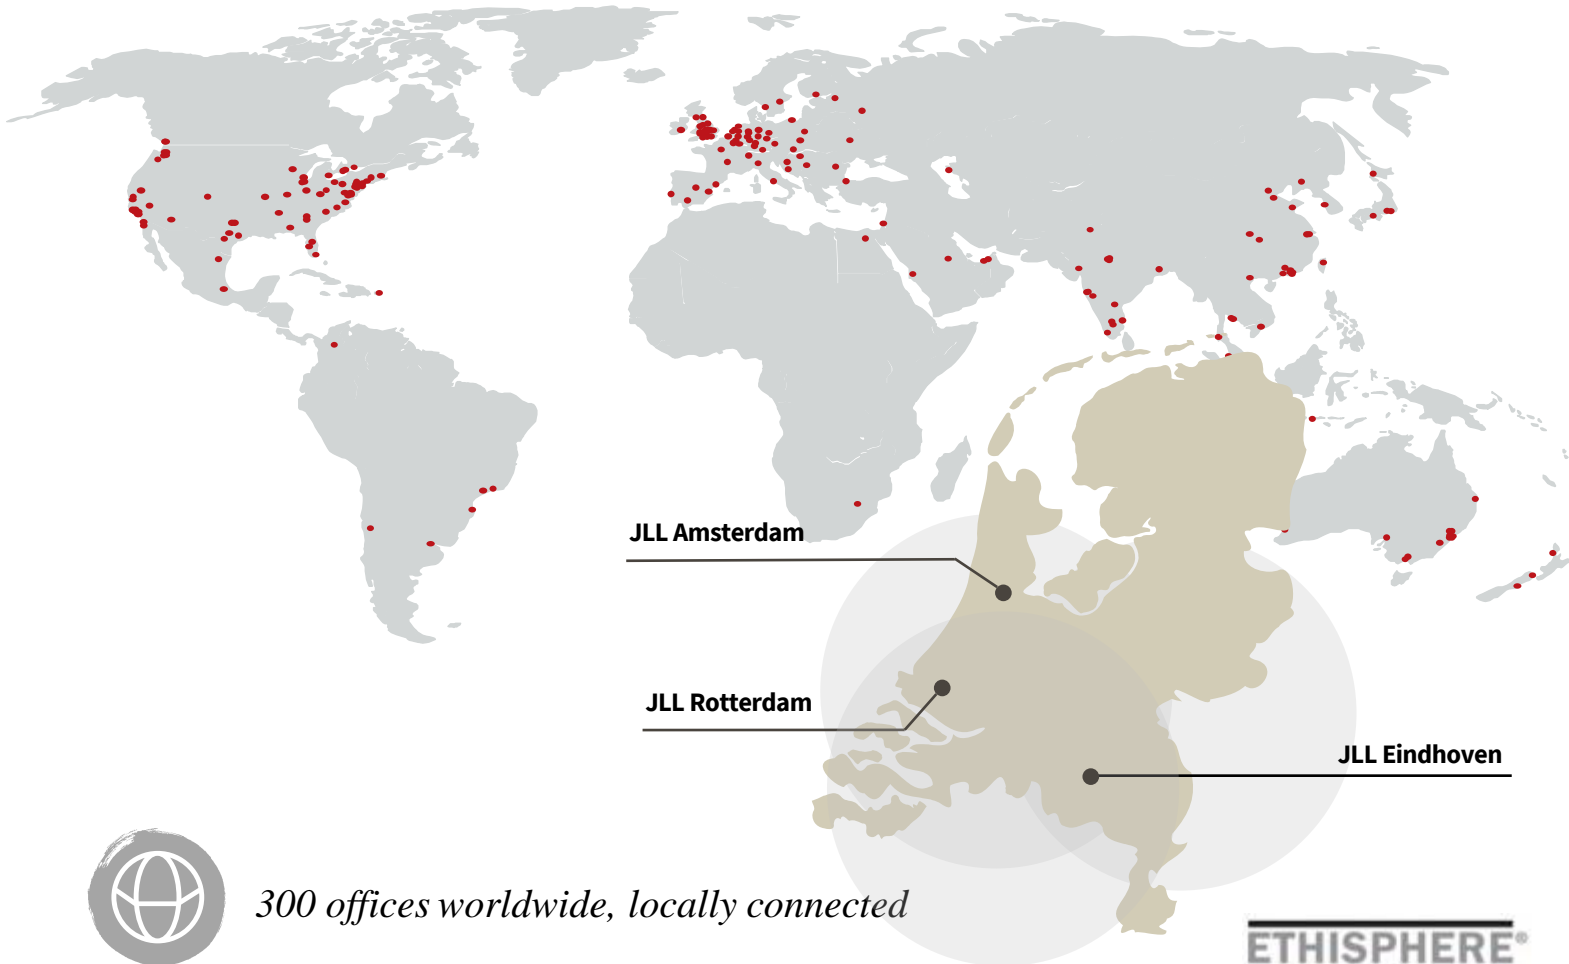 JLL Amsterdam
JLL Rotterdam
JLL Eindhoven
300 offices worldwide, locally connected
ETHISPHERE®